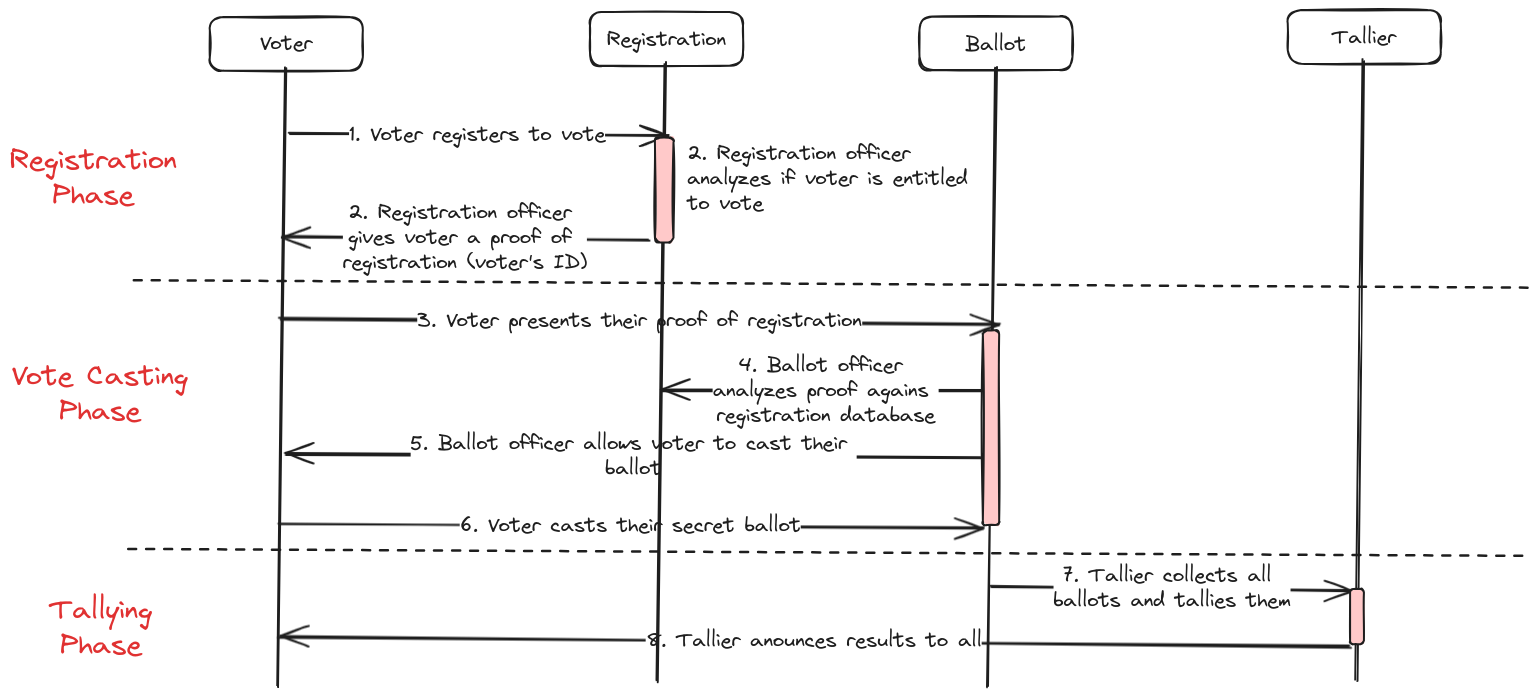 Voter
Registration
Ballot
Tallier
Registration
Phase
1. Voter registers to vote
2. Registration officer
analyzes if voter is entitled
to vote
2. Registration officer
gives voter a proof of
registration (voter's ID)
Vote Casting
Phase
3. Voter presents their proof of registration
4. Ballot officer
analyzes proof agains
registration database
5. Ballot officer allows voter to cast their
ballot
6. Voter casts their secret ballot
Tallying
Phase
7. Tallier collects all
ballots and tallies them
8. Tallier anounces results to all